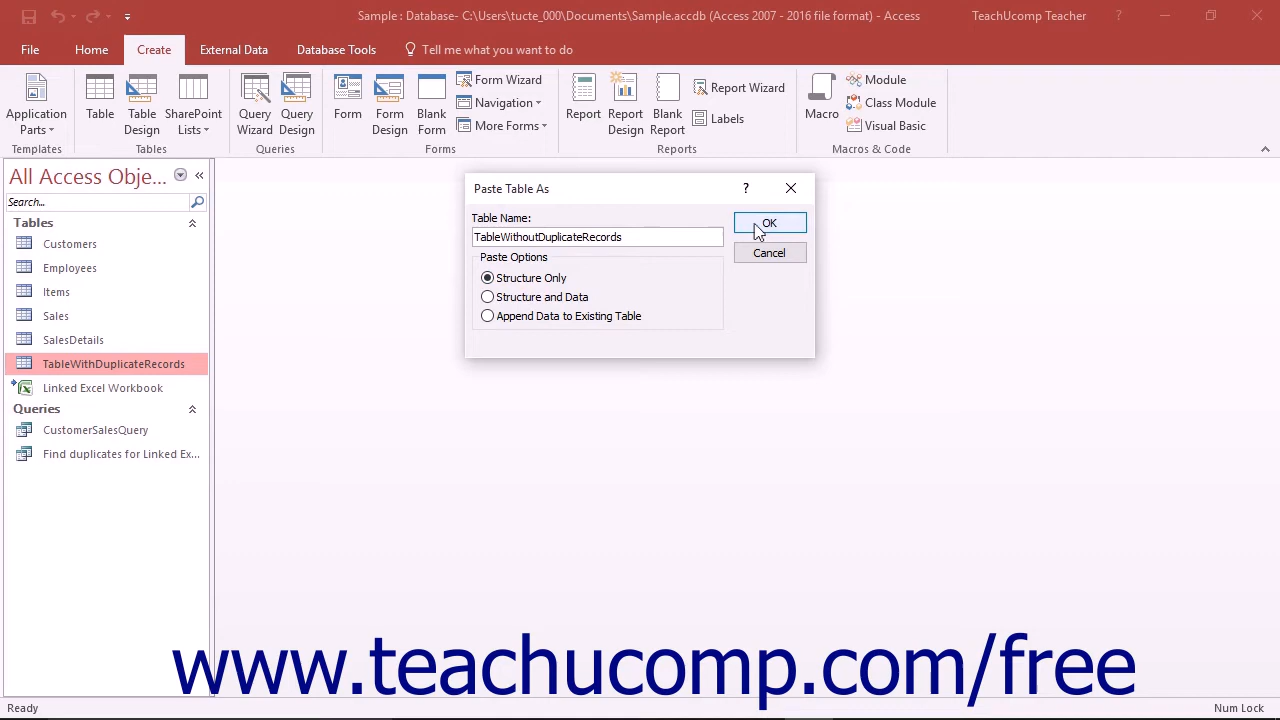 Sample : Database- C:\Users\tucte_000\Documents\Sample.accdb (Access 2007 - 2016 file format) - Access
TeachUcomp Teacher
?
File
Home
Create
External Data
Database Tools
Tell me what you want to do
Application Parts
Table
Table Design
SharePoint Lists
Query Wizard
Query Design
Form
Form Design
Blank Form
Form Wizard
Navigation
More Forms
Report
Report Design
Blank Report
Report Wizard
Labels
Macro
Module
Class Module
Visual Basic
Templates
Tables
Queries
Forms
Reports
Macros & Code
All Access Obje...
Search...
Tables
Customers
Employees
Items
Sales
SalesDetails
TableWithDuplicateRecords
Linked Excel Workbook
Queries
CustomerSalesQuery
Find duplicates for Linked Ex...
Paste Table As
?
Table Name:
TableWithoutDuplicateRecords
OK
Cancel
Paste Options
Structure Only
Structure and Data
Append Data to Existing Table
www.teachucomp.com/free
Ready
Num Lock